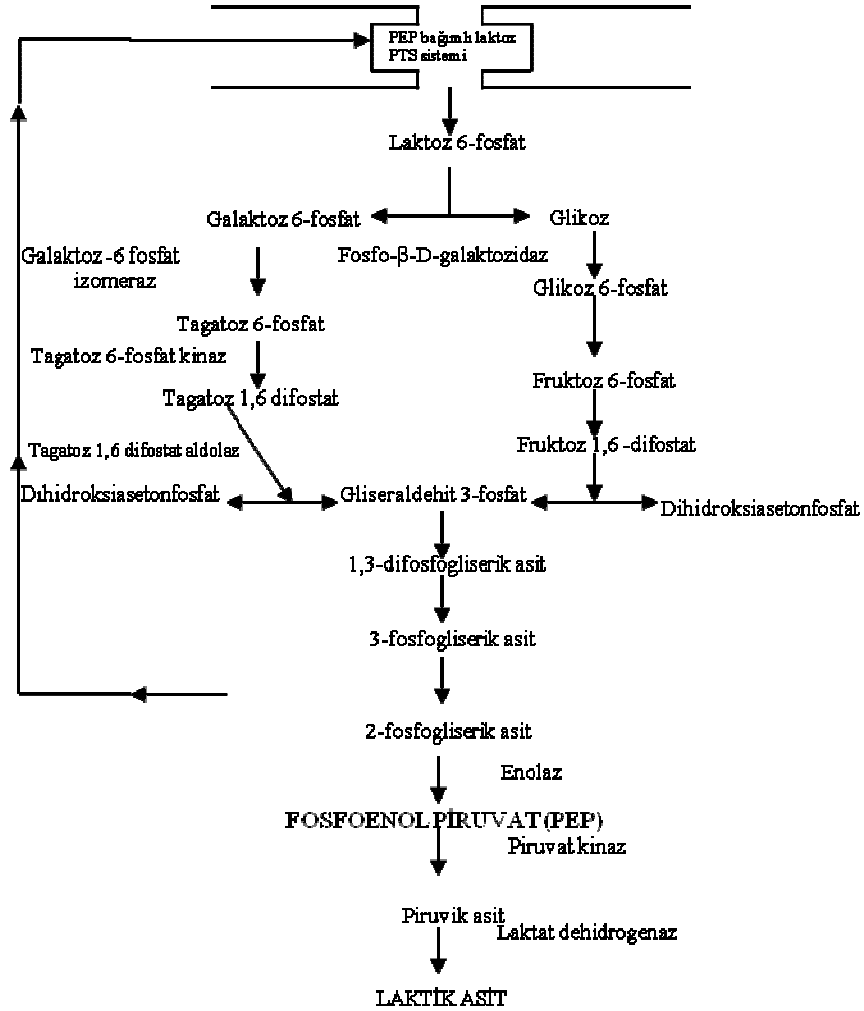 PEP bağımlı laktoz
PTS sistemi
Laktoz 6-fosfat
Galaktoz 6-fosfat
Glikoz
Galaktoz -6 fosfat
izomeraz
Fosfo-β-D-galaktozidaz
Glikoz 6-fosfat
Tagatoz 6-fosfat
Tagatoz 6-fosfat kinaz
Fruktoz 6-fosfat
Tagatoz 1,6 difostat
Fruktoz 1,6 -difostat
Tagatoz 1,6 difostat aldolaz
Dıhidroksiasetonfosfat
Gliseraldehit 3-fosfat
Dihidroksiasetonfosfat
1,3-difosfogliserik asit
3-fosfogliserik asit
2-fosfogliserik asit
Enolaz
FOSFOENOL PİRUVAT (PEP)
Piruvat kinaz
Piruvik asit
Laktat dehidrogenaz
LAKTİK ASİT